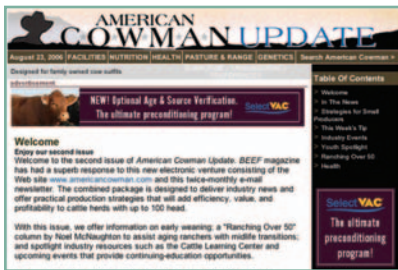 AMERICAN
COWMAN UPDATE
August 23, 2006 FACILITIES NUTRITION HEALTH PASTURE & RANGE GENETICS Search American Cowman >
Designed for family owned cow outfits
advertisement
NEW! Optional Age & Source Verification.
The ultimate preconditioning program!
SelectVAC
Welcome
Enjoy our second issue
Welcome to the second issue of American Cowman Update. BEEF magazine
has had a superb response to this new electronic venture consisting of the
Web site www.americancowman.com and this twice-monthly e-mail
newsletter. The combined package is designed to deliver industry news and
offer practical production strategies that will add efficiency, value, and
profitability to cattle herds with up to 100 head.
With this issue, we offer information on early weaning; a "Ranching Over 50"
column by Noel McNaughton to assist aging ranchers with midlife transitions;
and spotlight industry resources such as the Cattle Learning Center and
upcoming events that provide continuing-education opportunities.
Table Of Contents
Welcome
In The News
Strategies for Small
Producers
This Week's Tip
Industry Events
Youth Spotlight
Ranching Over 50
Health
SelectVAC
The ultimate
preconditioning
program!